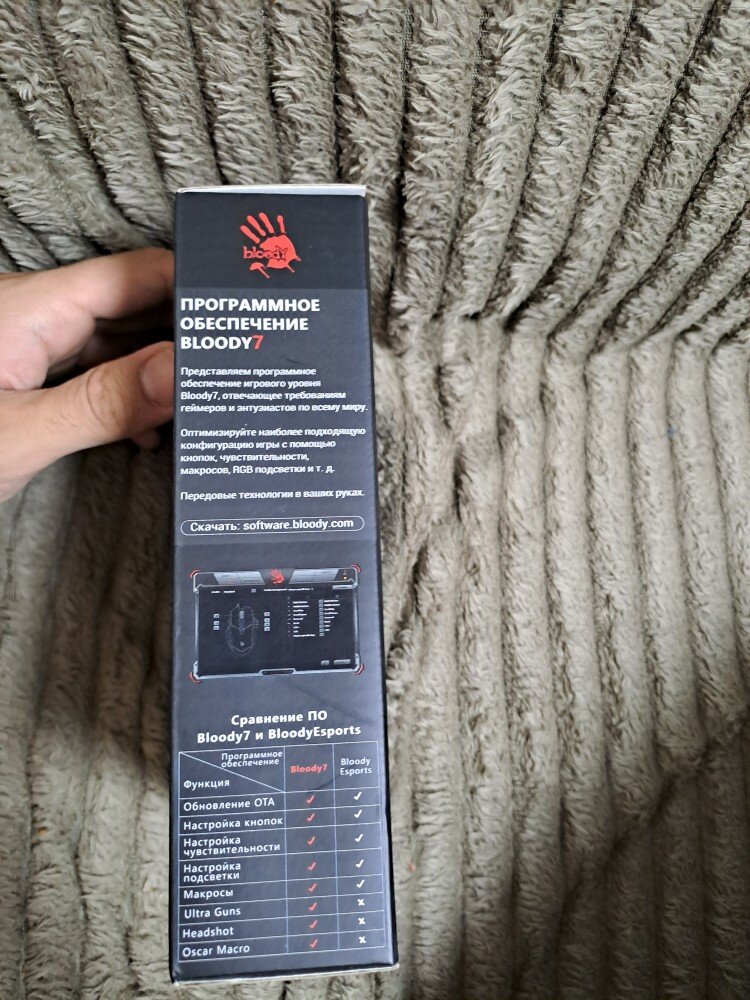 bloody
ПРОГРАММНОЕ
ОБЕСПЕЧЕНИЕ
BLOODY7
Представляем программное
обеспечение игрового уровня
Bloody7, отвечающее требованиям
геймеров и энтузиастов по всему миру.
Оптимизируйте наиболее подходящую
конфигурацию игры с помощью
кнопок, чувствительности,
макросов, RGB подсветки и т. д.
Передовые технологии в ваших руках.
Скачать: software.bloody.com
Сравнение ПО
Bloody7 и BloodyEsports
Программное
обеспечение
Функция
Bloody7
Bloody
Esports
Обновление ОТА ✓ ✓
Настройка кнопок ✓ ✓
Настройка
чувствительности ✓ ✓
Настройка
подсветки ✓ ✓
Макросы ✓ ✓
Ultra Guns ✓ x
Headshot ✓ x
Oscar Macro ✓ x